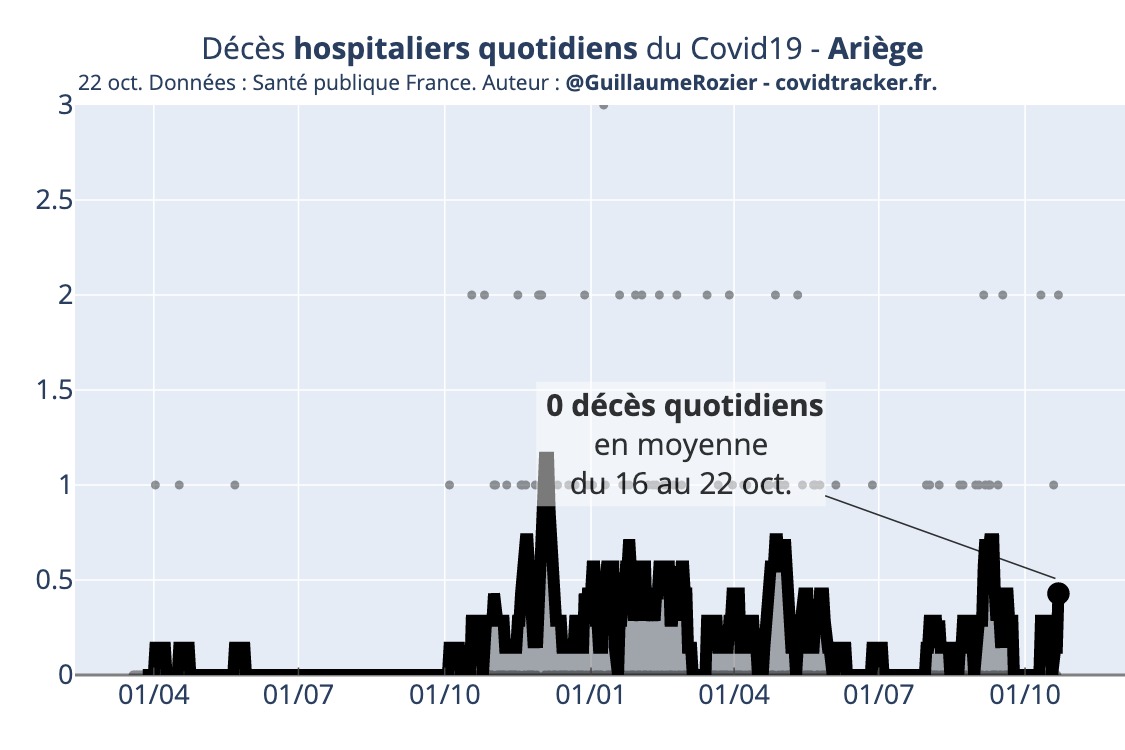 Décès hospitaliers quotidiens du Covid19 - Ariège
22 oct. Données : Santé publique France. Auteur : @GuillaumeRozier - covidtracker.fr.
3
2.5
2
1.5
1
0.5
0
0 décès quotidiens
en moyenne
du 16 au 22 oct.
01/04 01/07 01/10 01/01 01/04 01/07 01/10